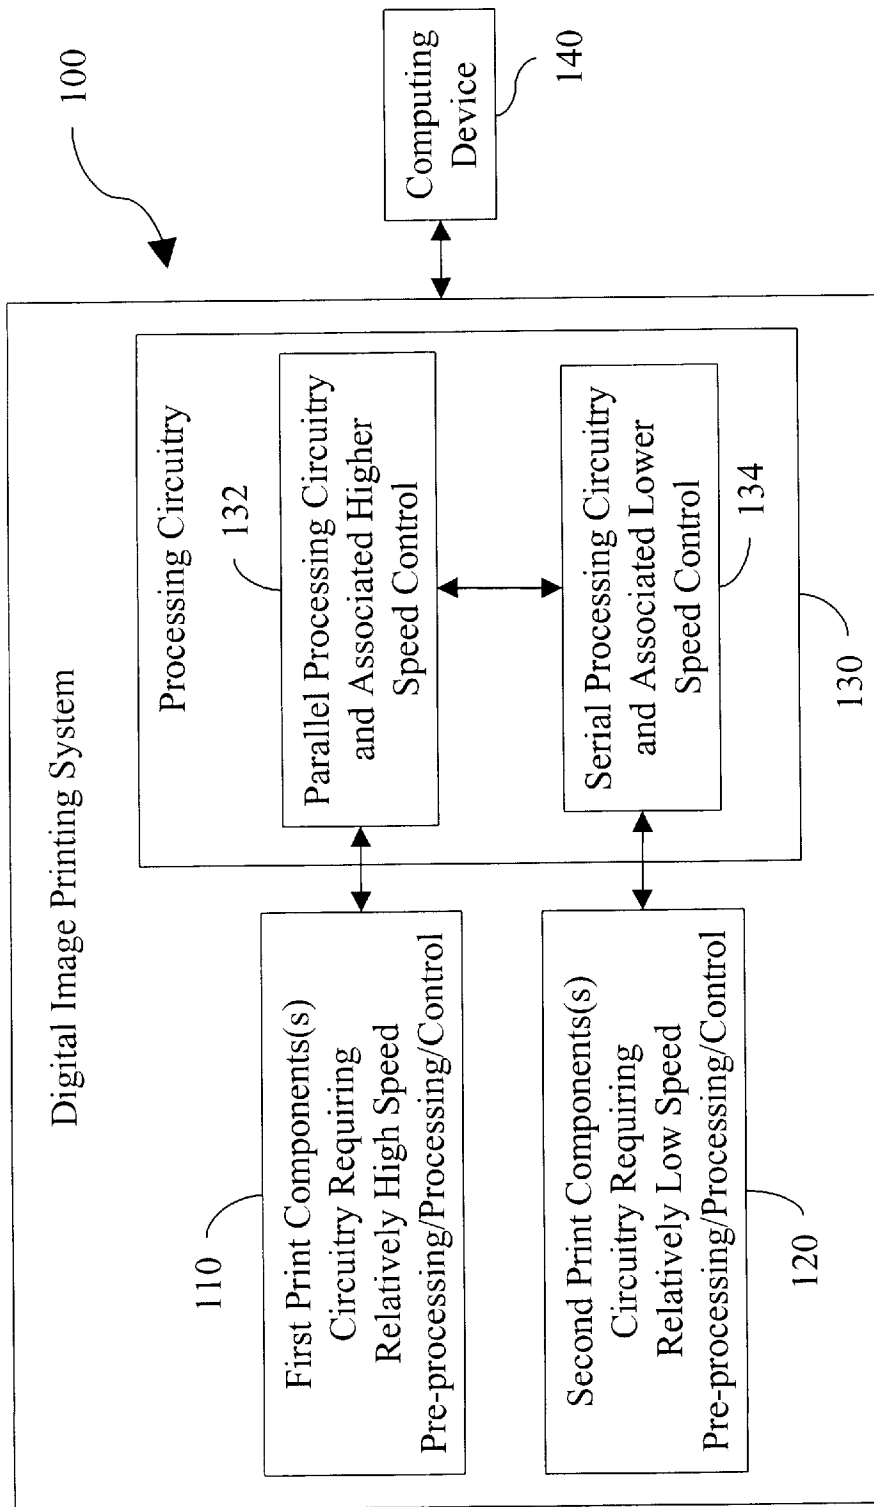 100
Digital Image Printing System
Processing Circuitry
132
Parallel Processing Circuitry
and Associated Higher
Speed Control
Serial Processing Circuitry
and Associated Lower
Speed Control
134
130
Computing
Device
140
110
First Print Components(s)
Circuitry Requiring
Relatively High Speed
Pre-processing/Processing/Control
Second Print Components(s)
Circuitry Requiring
Relatively Low Speed
Pre-processing/Processing/Control
120